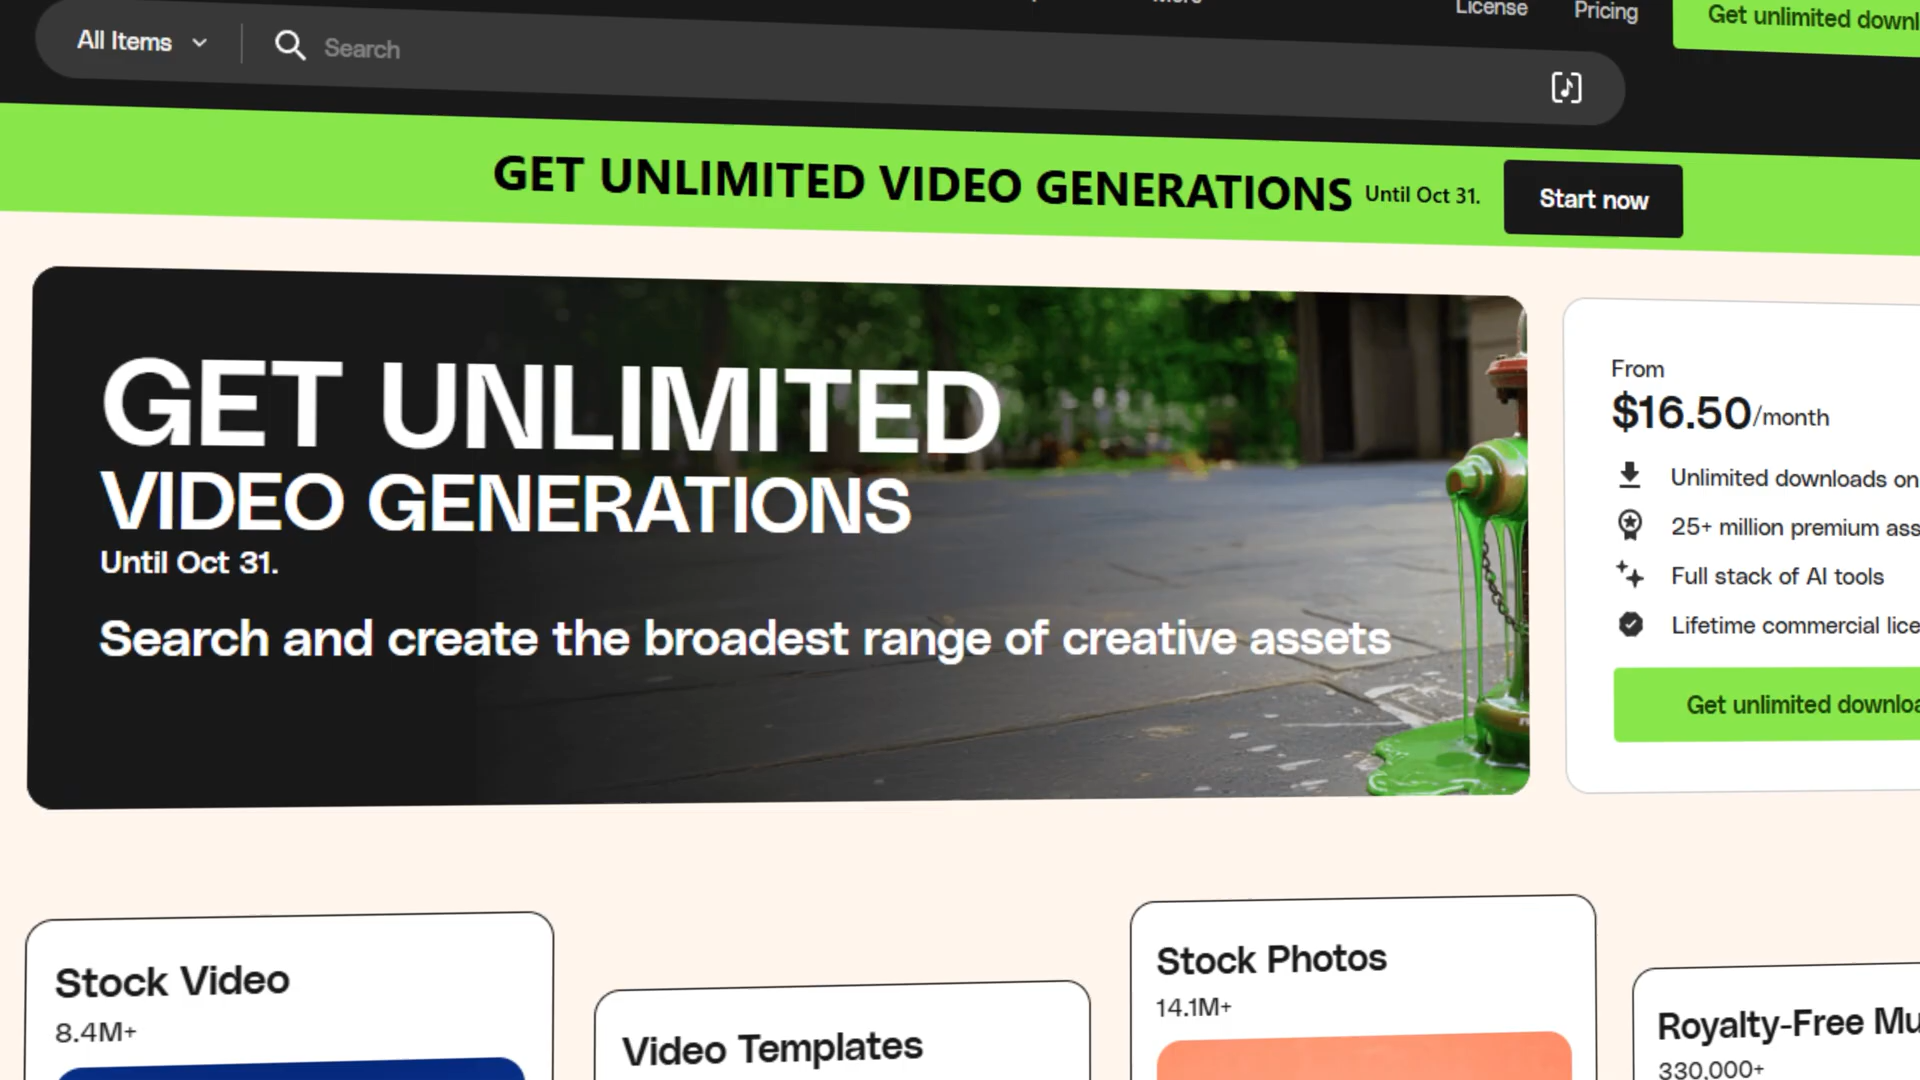 License
Pricing
Get unlimited downl
All Items
Search
GET UNLIMITED VIDEO GENERATIONS Until Oct 31.
Start now
GET UNLIMITED
VIDEO GENERATIONS
Until Oct 31.
Search and create the broadest range of creative assets
From
$16.50/month
Unlimited downloads on
25+ million premium ass
Full stack of AI tools
Lifetime commercial lice
Get unlimited downloa
Stock Video
8.4M+
Video Templates
Stock Photos
14.1M+
Royalty-Free Mu
330,000+